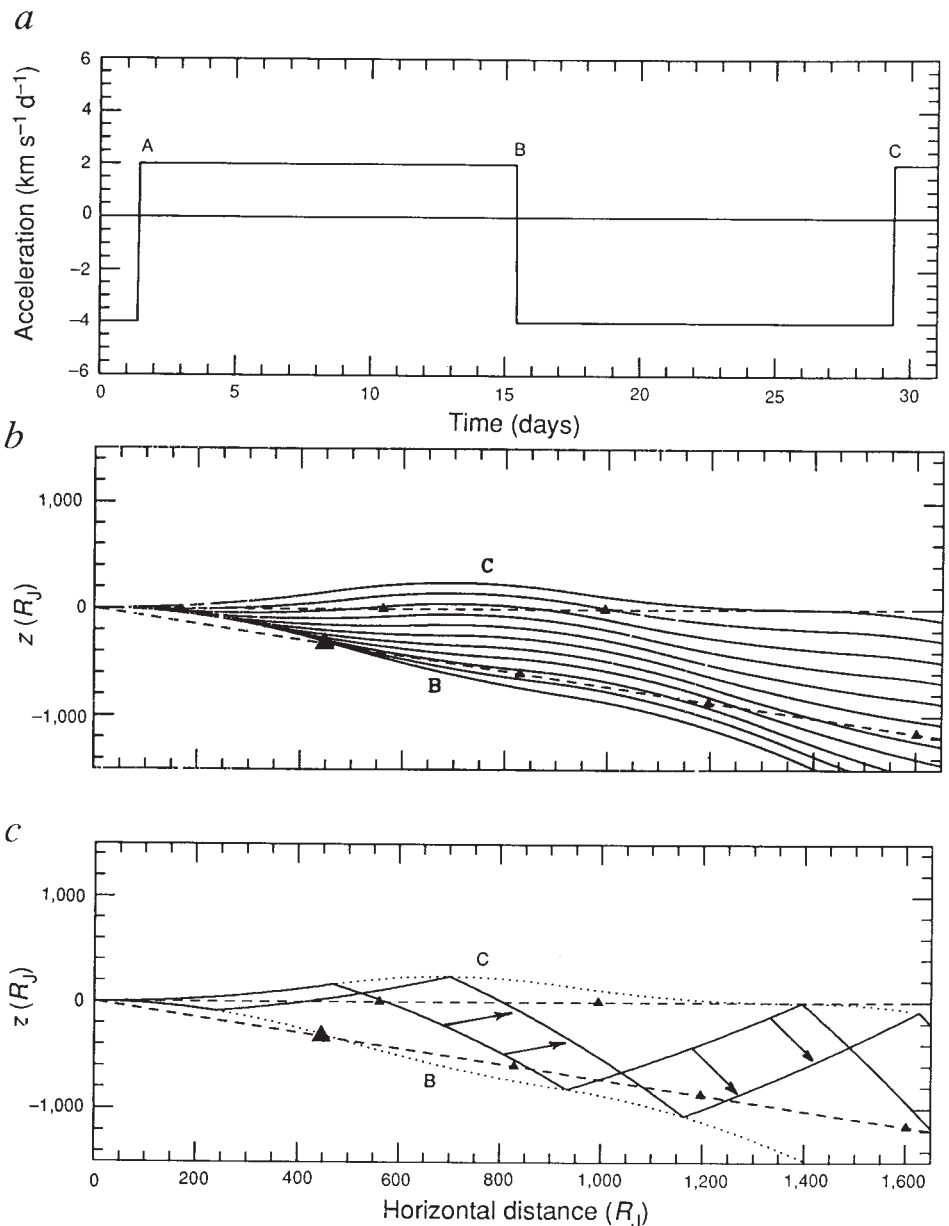 a
Acceleration (km s⁻¹ d⁻¹)
6
4
2
0
−2
−4
−6
A
B
C
0
5
10
15
20
25
30
Time (days)
b
z (R_J)
1,000
0
−1,000
C
B
c
z (R_J)
1,000
0
−1,000
C
B
0
200
400
600
800
1,000
1,200
1,400
1,600
Horizontal distance (R_J)